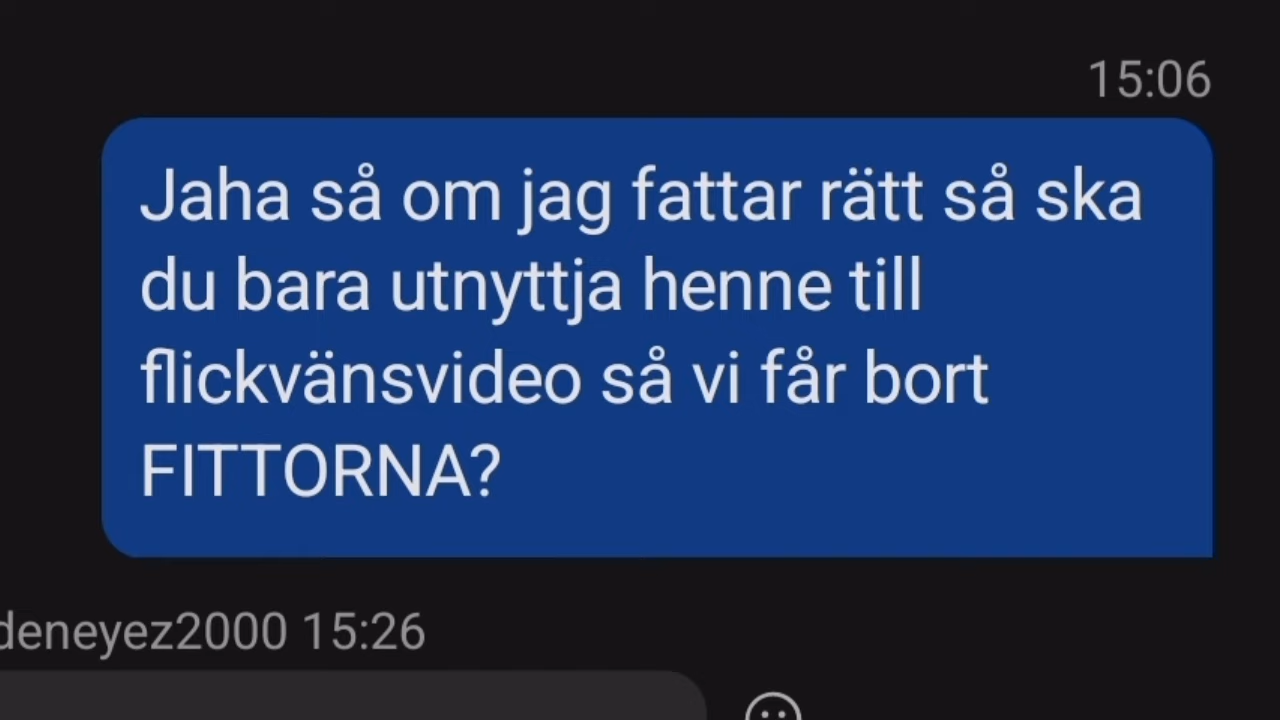 15:06
Jaha så om jag fattar rätt så ska
du bara utnyttja henne till
flickvänsvideo så vi får bort
FITTORNA?
deneyez2000 15:26